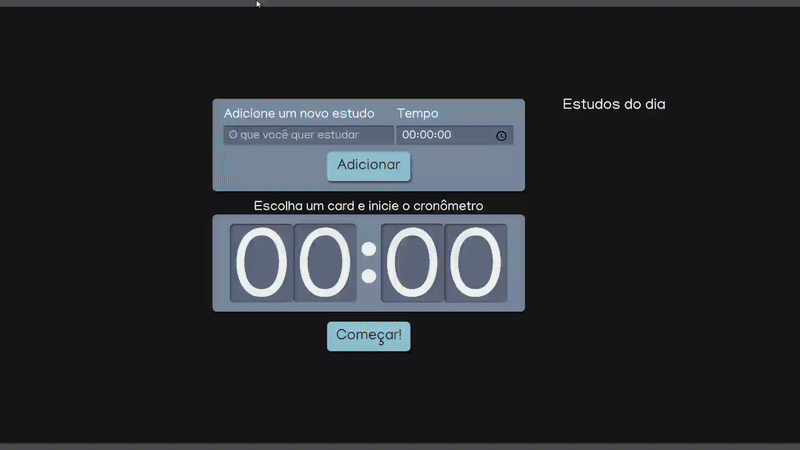 Adicione um novo estudo Tempo
O que você quer estudar 00:00:00
Adicionar
Escolha um card e inicie o cronômetro
00:00
Começar!
Estudos do dia